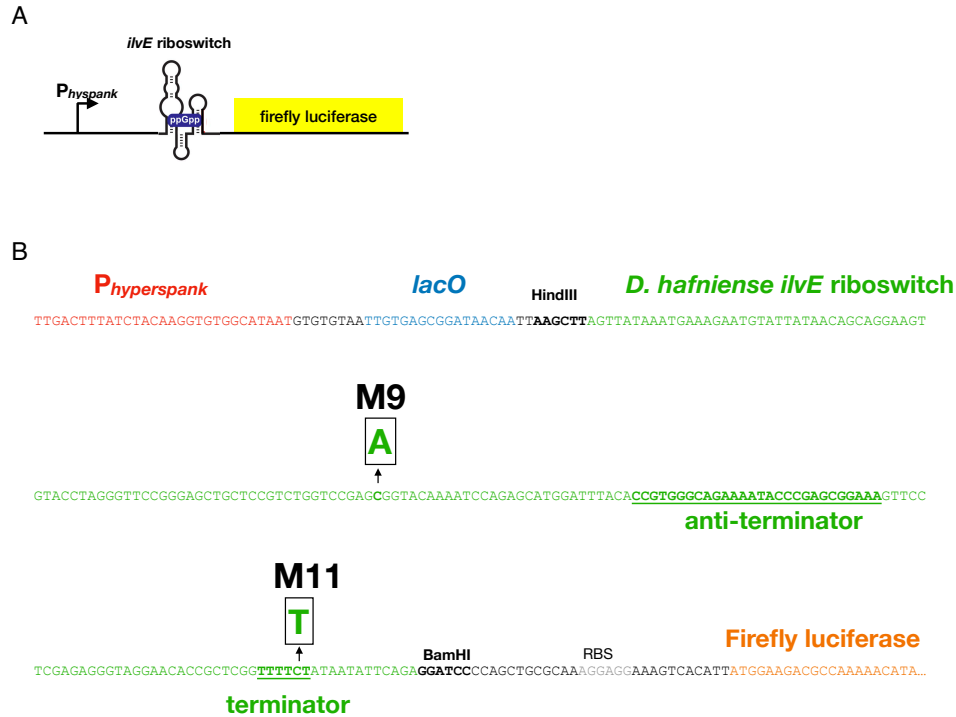 A
ilvE riboswitch
Physpank
ppGpp
firefly luciferase
B
Phyperspank
lacO
HindIII
D. hafniense ilvE riboswitch
TTGACTTTATCTACAAGGTGTGGCATAATGTGTGTAATTGTGAGCGGATAACAATTAAGCTTAGTTATAAATGAAAGAATGTATTATAACAGCAGGAAGT
M9
A
GTACCTAGGGTTCCGGGAGCTGCTCCGTCTGGTCCGAGCGGTACAAAATCCAGAGCATGGATTTACACCGTGGGCAGAAAATACCCGAGCGGAAAGTTCC
anti-terminator
M11
T
Firefly luciferase
BamHI
RBS
TCGAGAGGGTAGGAACACCGCTCGGTTTTCTATAATATTCAGAGGATCCCCAGCTGCGCAAAGGAGGAAAGTCACATTATGGAAGACGCCAAAAACATA...
terminator